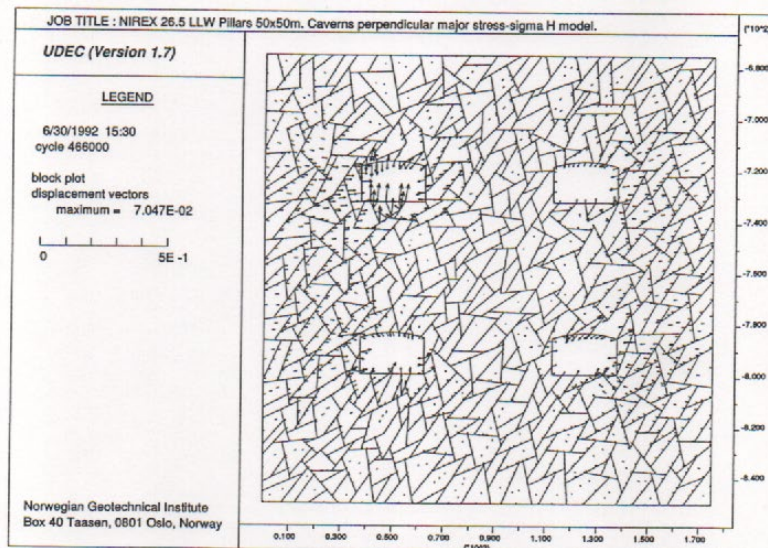 JOB TITLE : NIREX 26.5 LLW Pillars 50x50m. Caverns perpendicular major stress-sigma H model.
UDEC (Version 1.7)
LEGEND
6/30/1992 15:30
cycle 466000
block plot
displacement vectors
maximum = 7.047E-02
0 5E -1
Norwegian Geotechnical Institute
Box 40 Taasen, 0801 Oslo, Norway
-6.800
-7.000
-7.200
-7.400
-7.600
-7.800
-8.000
-8.200
-8.400
0.100 0.300 0.500 0.700 0.900 1.100 1.300 1.500 1.700